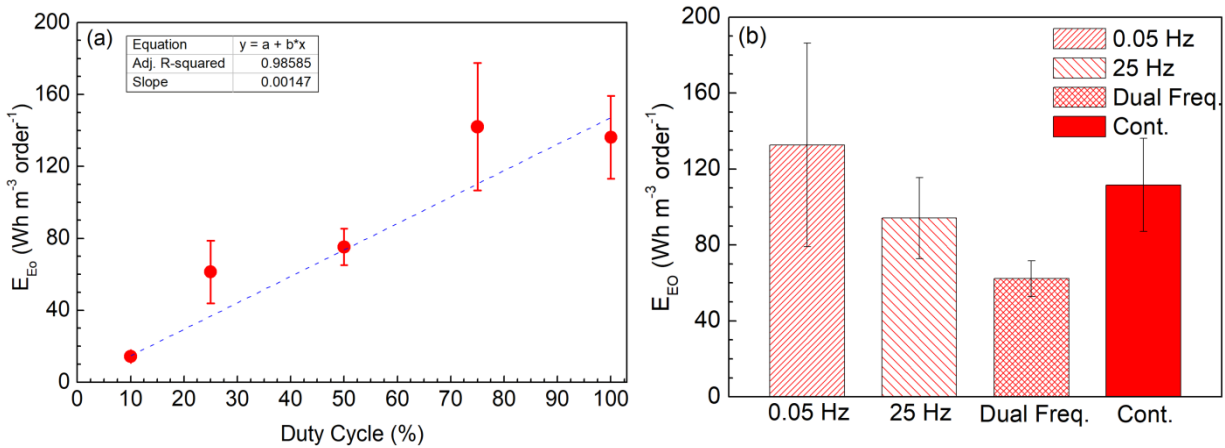 (a)
Equation y = a + b*x
Adj. R-squared 0.98585
Slope 0.00147
200
160
120
80
40
0
E_Eo (Wh m⁻³ order⁻¹)
0 10 20 30 40 50 60 70 80 90 100
Duty Cycle (%)
(b)
0.05 Hz
25 Hz
Dual Freq.
Cont.
200
160
120
80
40
0
E_EO (Wh m⁻³ order⁻¹)
0.05 Hz 25 Hz Dual Freq. Cont.